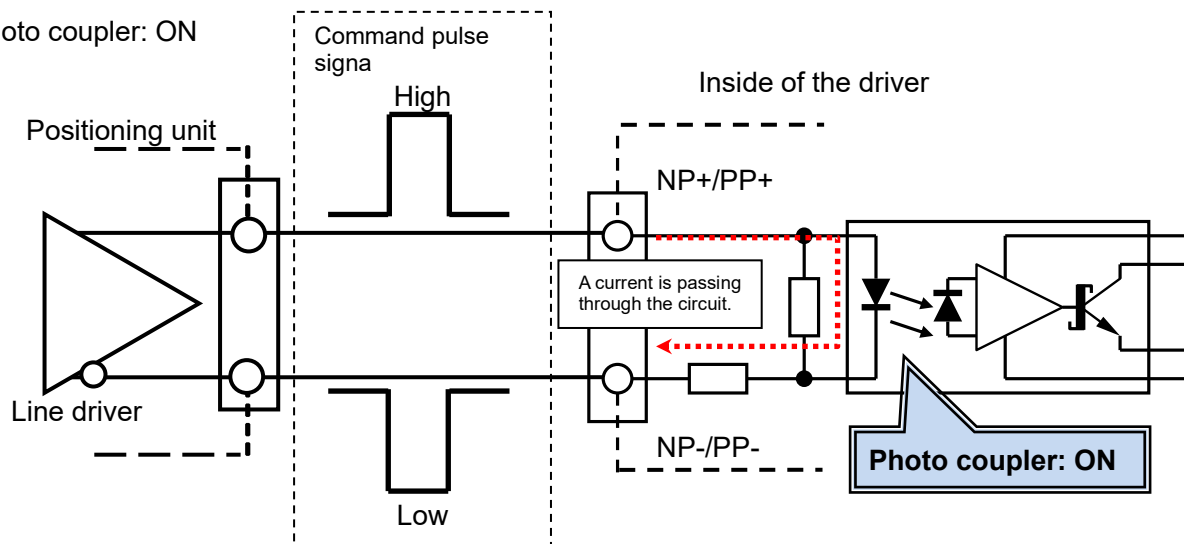 oto coupler: ON
Command pulse
signa
High
Inside of the driver
Positioning unit
NP+/PP+
A current is passing
through the circuit.
Line driver
NP-/PP-
Photo coupler: ON
Low